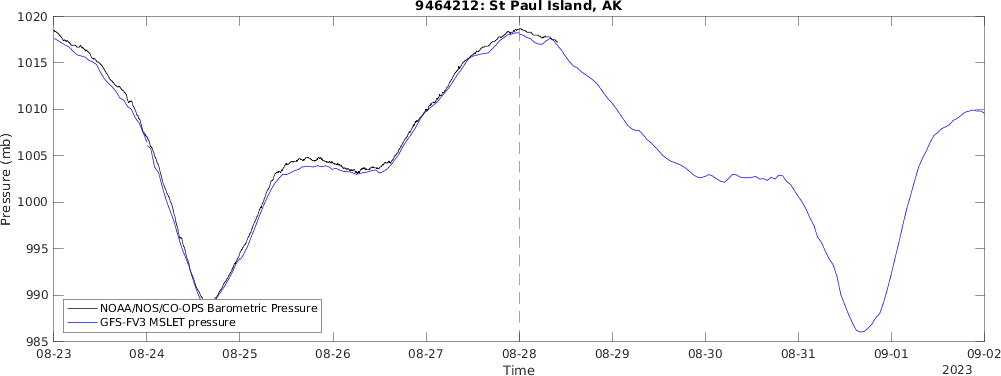 9464212: St Paul Island, AK
Pressure (mb)
1020
1015
1010
1005
1000
995
990
985
NOAA/NOS/CO-OPS Barometric Pressure
GFS-FV3 MSLET pressure
08-23 08-24 08-25 08-26 08-27 08-28 08-29 08-30 08-31 09-01 09-02
Time
2023